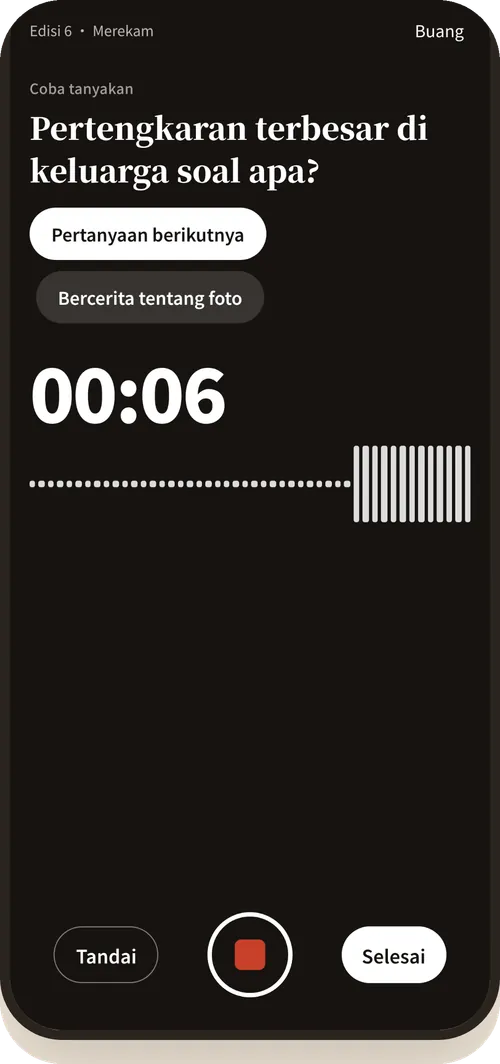 Edisi 6 • Merekam
Buang
Coba tanyakan
Pertengkaran terbesar di
keluarga soal apa?
Pertanyaan berikutnya
Bercerita tentang foto
00:06
Tandai
Selesai